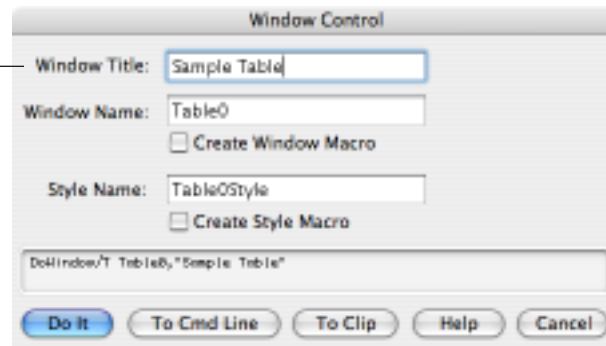 Window Control
Window Title: Sample Table
Window Name: Table0
Create Window Macro
Style Name: Table0Style
Create Style Macro
DoWindow/T Table0,"Sample Table"
Do It To Cmd Line To Clip Help Cancel